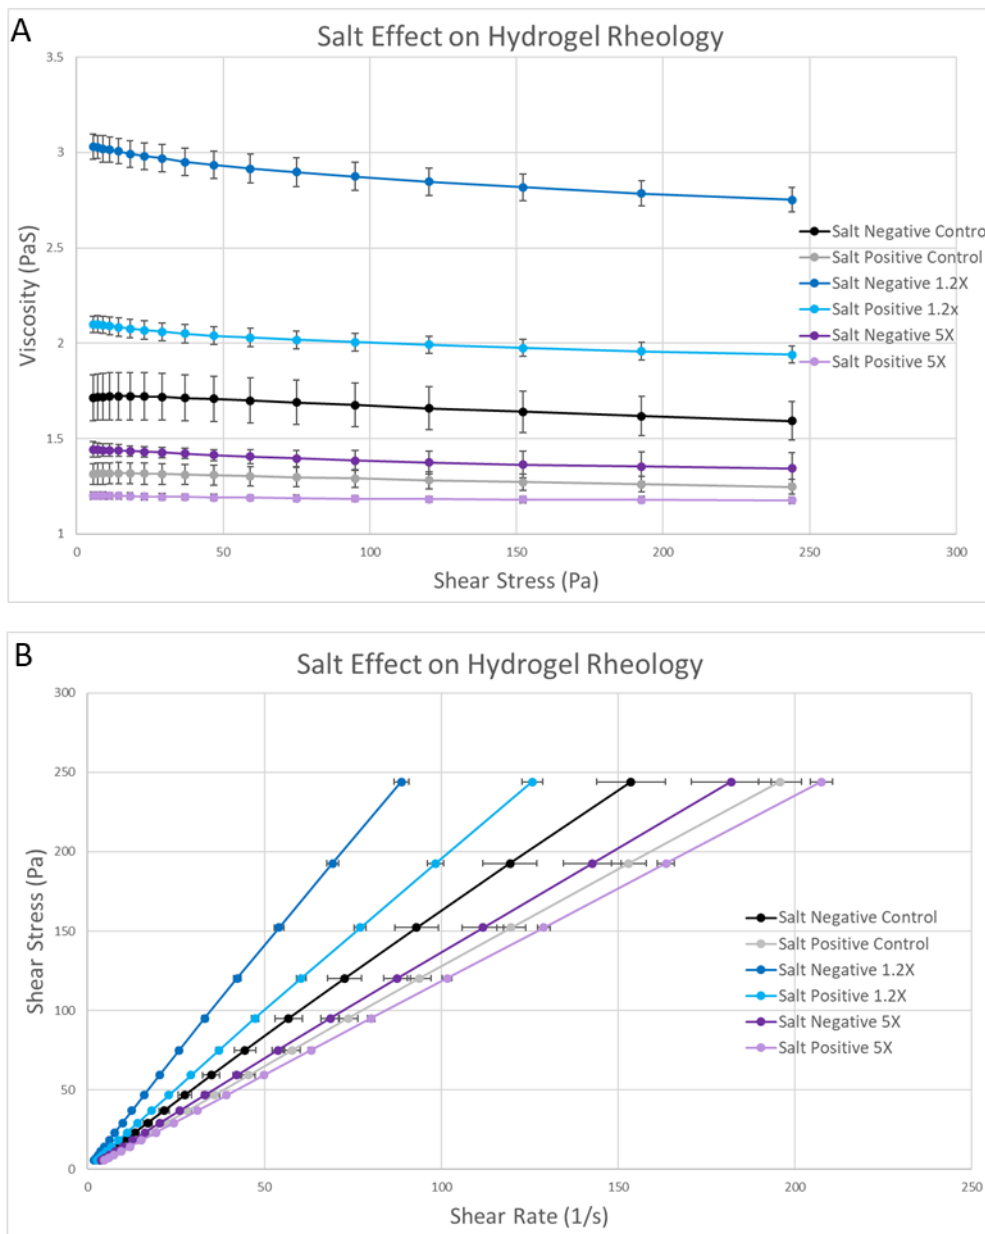 A
Salt Effect on Hydrogel Rheology
3.5
3
2.5
2
1.5
1
Viscosity (PaS)
0
50
100
150
200
250
300
Shear Stress (Pa)
Salt Negative Control
Salt Positive Control
Salt Negative 1.2X
Salt Positive 1.2x
Salt Negative 5X
Salt Positive 5X
B
Salt Effect on Hydrogel Rheology
300
250
200
150
100
50
0
Shear Stress (Pa)
0
50
100
150
200
250
Shear Rate (1/s)
Salt Negative Control
Salt Positive Control
Salt Negative 1.2X
Salt Positive 1.2X
Salt Negative 5X
Salt Positive 5X